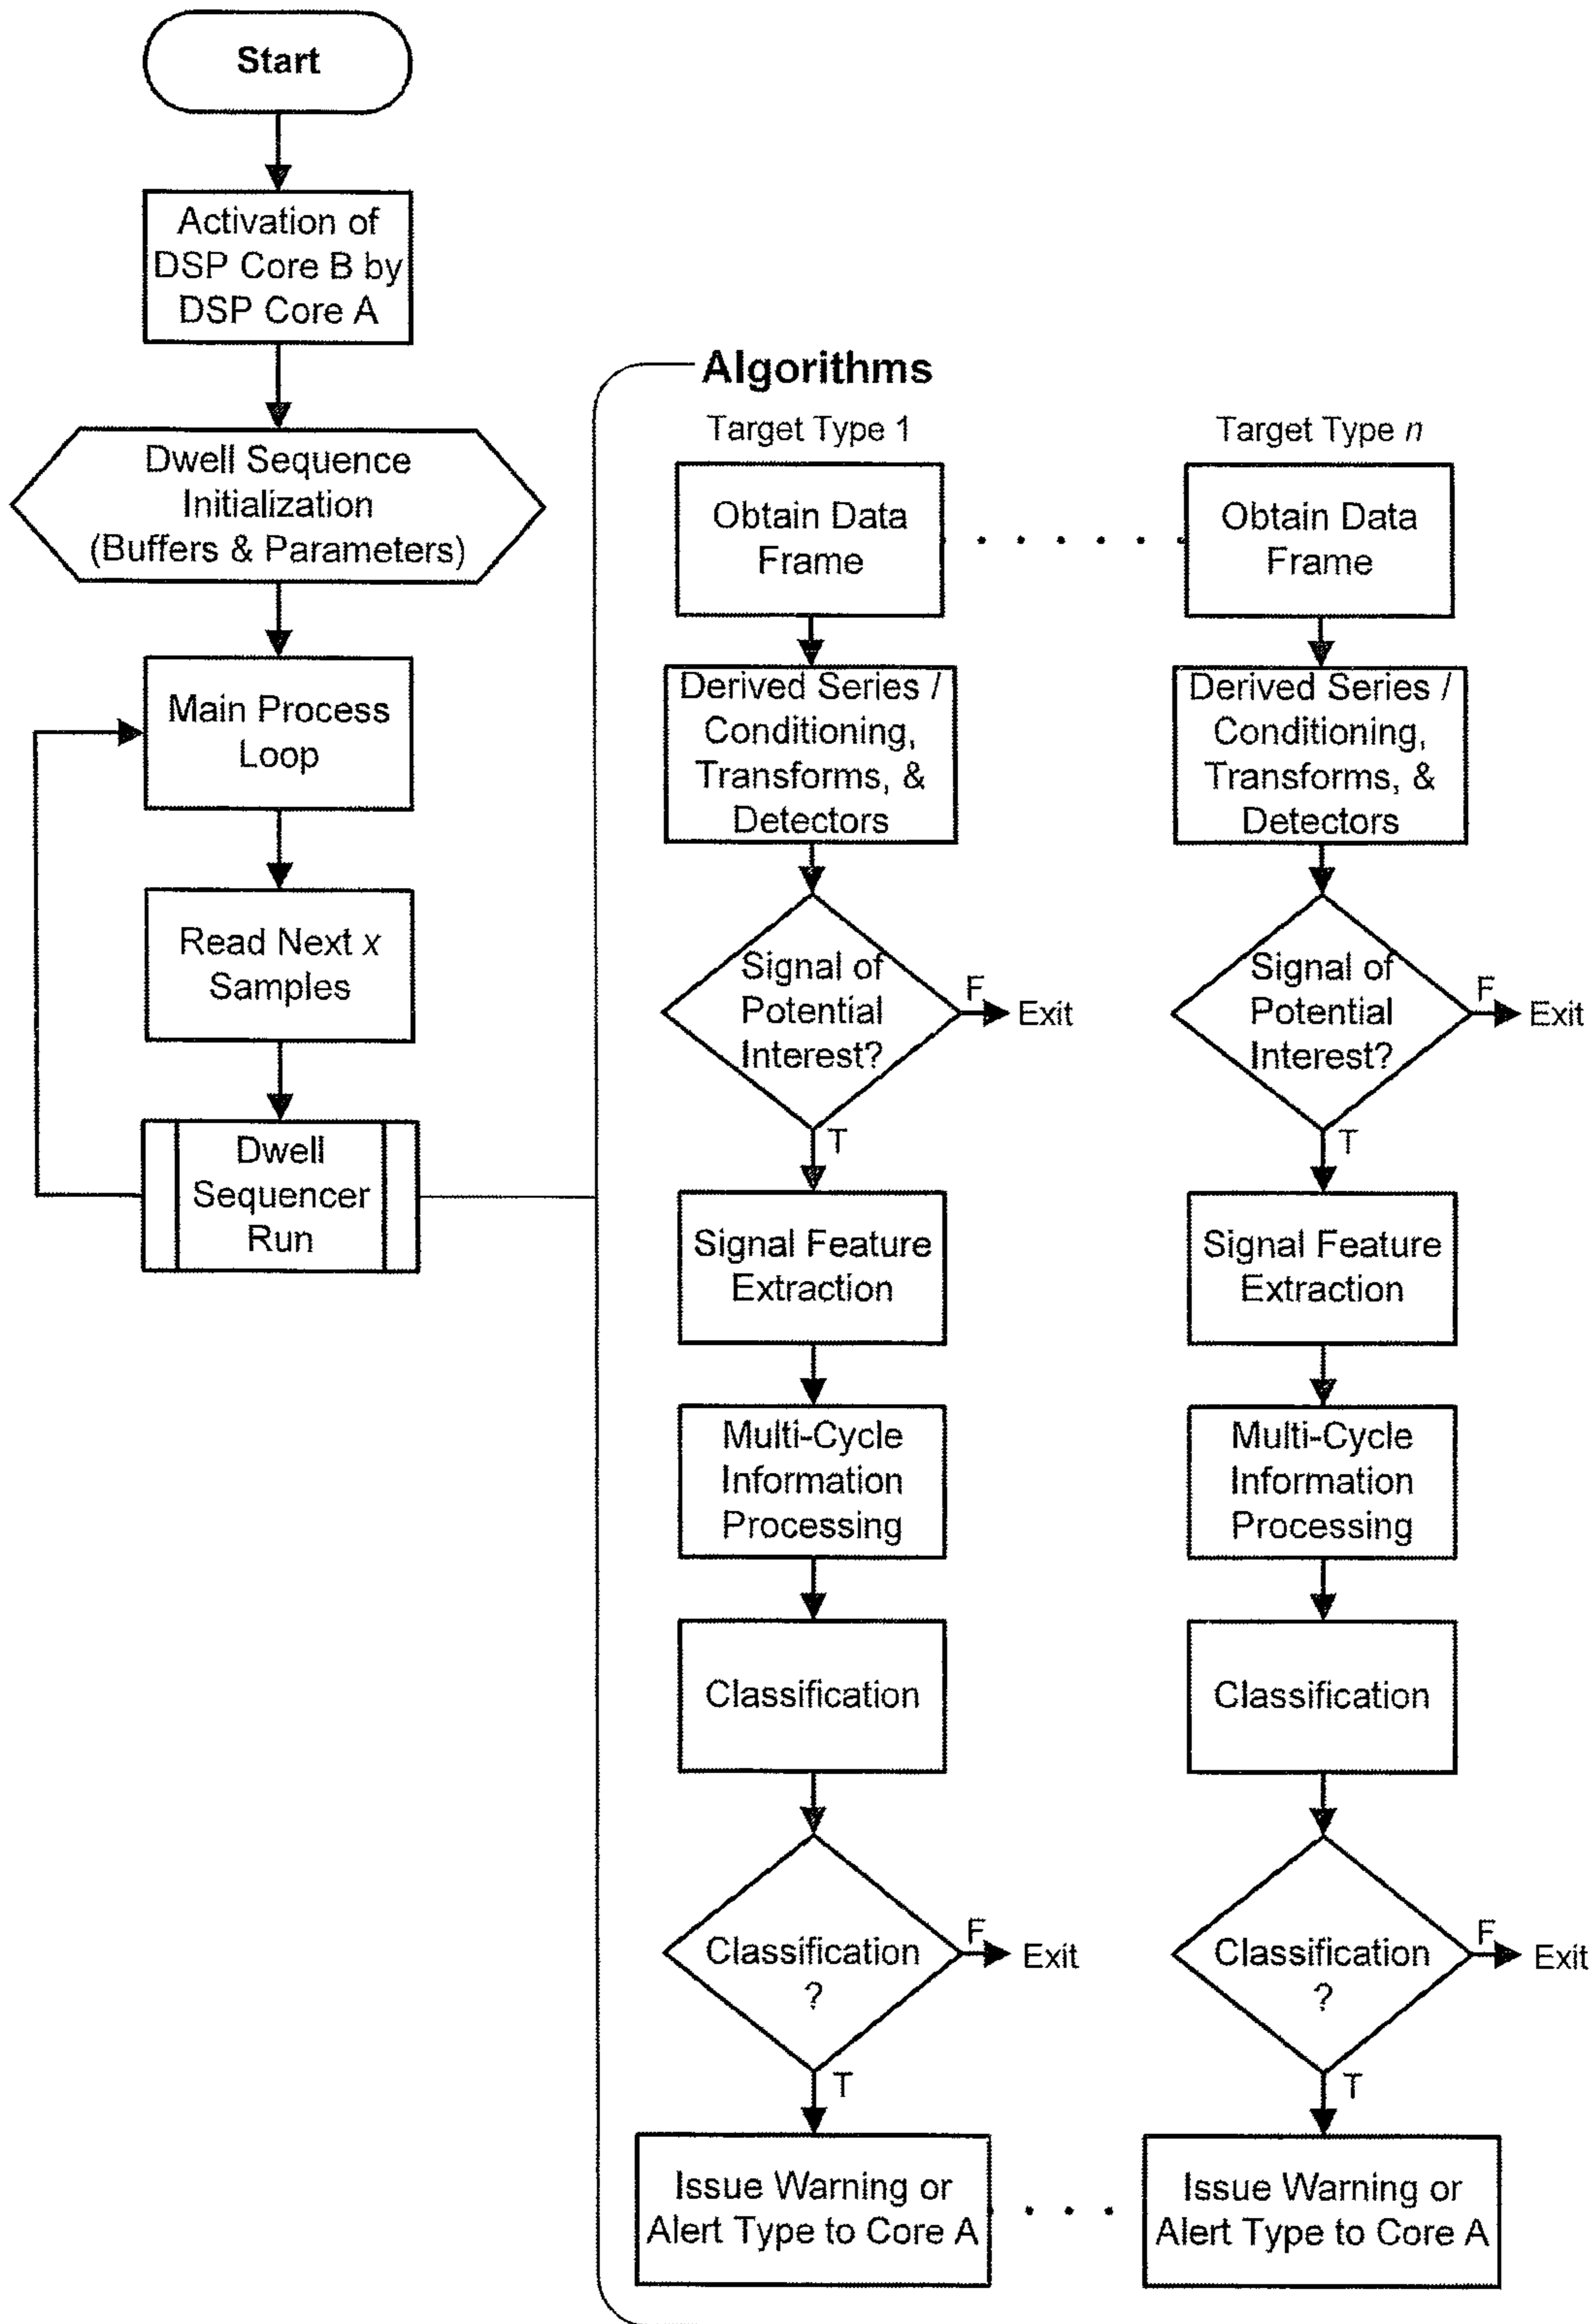 Start
Activation of
DSP Core B by
DSP Core A
Dwell Sequence
Initialization
(Buffers & Parameters)
Main Process
Loop
Read Next x
Samples
Dwell
Sequencer
Run
Algorithms
Target Type 1
Obtain Data
Frame
Derived Series /
Conditioning,
Transforms, &
Detectors
Signal of
Potential
Interest?
F
Exit
T
Signal Feature
Extraction
Multi-Cycle
Information
Processing
Classification
Classification
?
F
Exit
T
Issue Warning or
Alert Type to Core A
Target Type n
Obtain Data
Frame
Derived Series /
Conditioning,
Transforms, &
Detectors
Signal of
Potential
Interest?
F
Exit
T
Signal Feature
Extraction
Multi-Cycle
Information
Processing
Classification
Classification
?
F
Exit
T
Issue Warning or
Alert Type to Core A